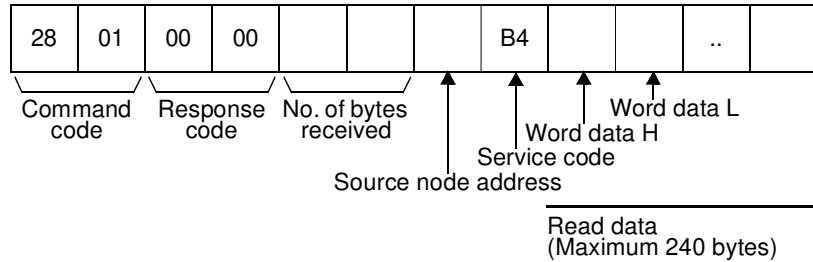 28 01 00 00 B4 ..
Command code
Response code
No. of bytes received
Word data L
Word data H
Service code
Source node address
Read data
(Maximum 240 bytes)